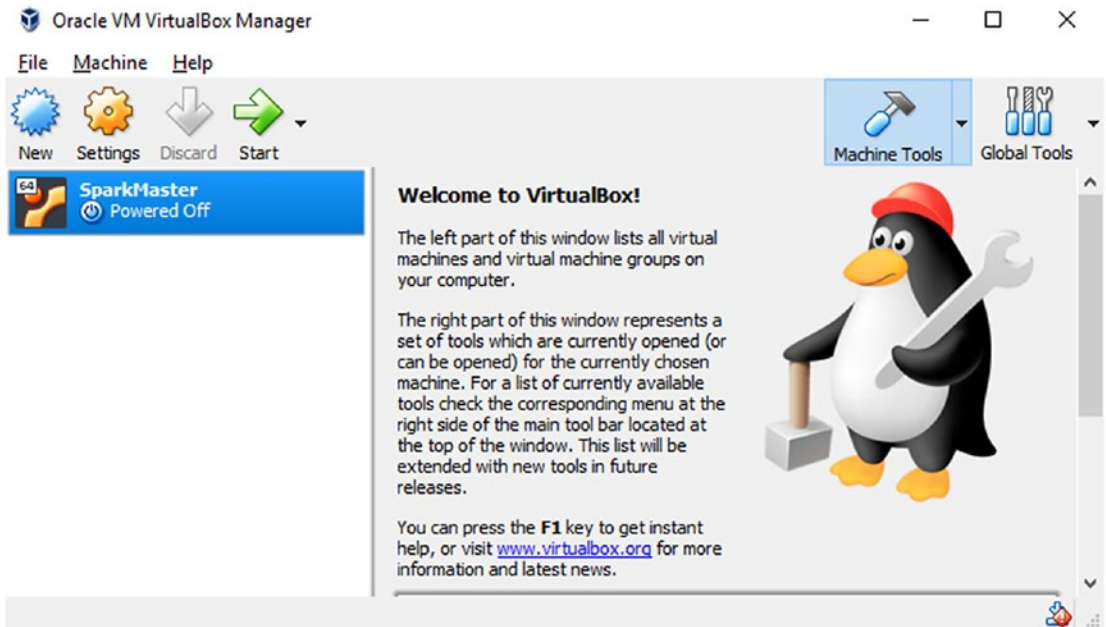 Oracle VM VirtualBox Manager
File Machine Help
New Settings Discard Start
Machine Tools Global Tools
64
SparkMaster
Powered Off
Welcome to VirtualBox!
The left part of this window lists all virtual
machines and virtual machine groups on
your computer.
The right part of this window represents a
set of tools which are currently opened (or
can be opened) for the currently chosen
machine. For a list of currently available
tools check the corresponding menu at the
right side of the main tool bar located at
the top of the window. This list will be
extended with new tools in future
releases.
You can press the F1 key to get instant
help, or visit www.virtualbox.org for more
information and latest news.